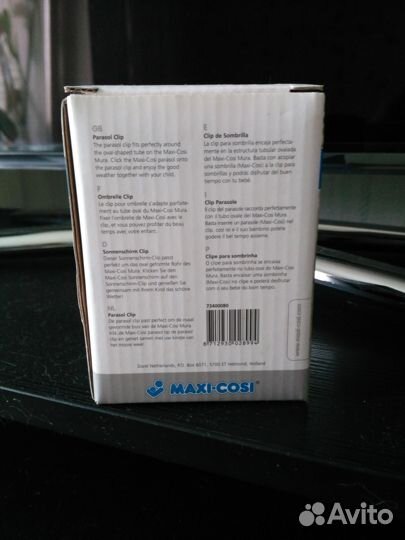 GB
Parasol Clip
The parasol clip fits perfectly around
the oval-shaped tube on the Maxi-Cosi
Mura. Click the Maxi-Cosi parasol onto
the parasol clip and enjoy the good
weather together with your child.
F
Ombrelle Clip
Le clip pour ombrelle s'adapte parfaite-
ment au tube oval du Maxi-Cosi Mura.
Fixer l'ombrelle de Maxi-Cosi avec le
clip, et vous pouvez profiter du beau
temps avec votre enfant.
D
Sonnenschirm Clip
Dieser Sonnenschirm-Clip passt
perfekt um das oval geformte Rohr des
Maxi-Cosi Mura. Klicken Sie den
Maxi-Cosi Sonnenschirm auf den
Sonnenschirm-Clip und genießen Sie
gemeinsam mit Ihrem Kind das schöne
Wetter!
NL
Parasol Clip
De parasol clip past perfect om de ovaal
gevormde buis van de Maxi-Cosi Mura.
Klik de Maxi-Cosi parasol op de parasol
clip en geniet samen met uw kindje van
het mooie weer.
E
Clip de Sombrilla
La clip para sombrilla encaja perfecta-
mente en la estructura tubular ovalada
del Maxi-Cosi Mura. Basta con acoplar
una sombrilla (Maxi-Cosi) a la clip para
sombrillas y podrás disfrutar del buen
tiempo con tu bebé.
I
Clip Parasole
Il clip del parasole raccorda perfettamente
con il tubo ovale del Maxi-Cosi Mura.
Basta inserire un parasole (Maxi-Cosi) nel
clip, così lei e il suo bambino potrete
godere il bel tempo assieme.
P
Clipe para sombrinha
O clipe para sombrinha se encaixa
perfeitamente no tubo ovale do Maxi-Cosi
Mura. Basta encaixar uma sombrinha
(Maxi-Cosi) no clipe e poderá desfrutar
com o seu bebé do bom tempo.
73400080
8 712930 028994
www.maxi-cosi.com
Dorel Netherlands, P.O. Box 6071, 5700 ET Helmond, Holland
MAXI-COSI®
Avito